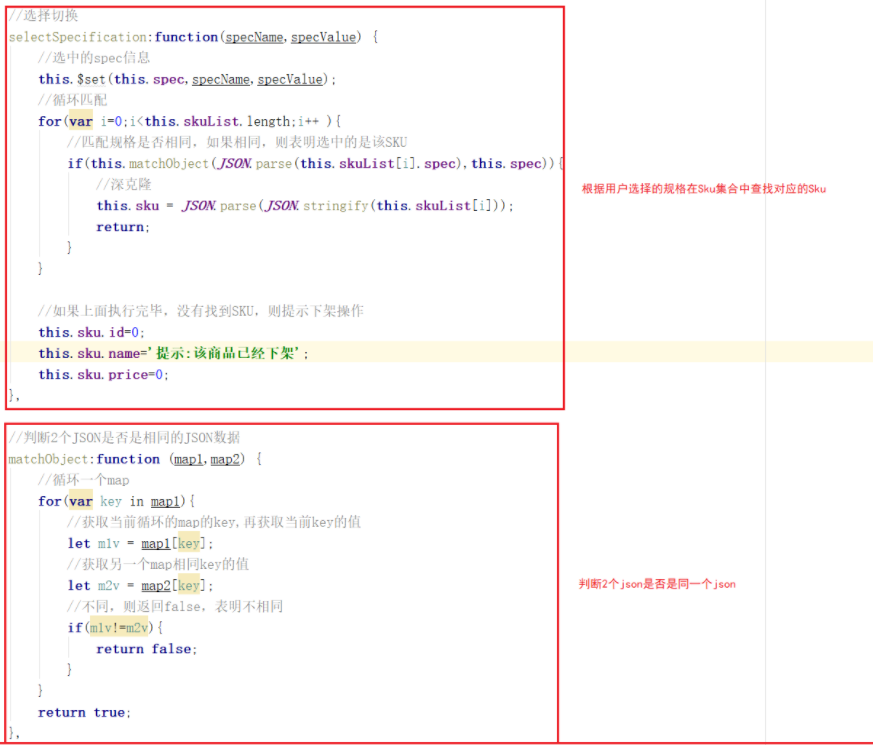 //选择切换
selectSpecification:function(specName,specValue) {
//选中的spec信息
this.$set(this.spec,specName,specValue);
//循环匹配
for(var i=0;i<this.skuList.length;i++ ){
//匹配规格是否相同，如果相同，则表明选中的是该SKU
if(this.matchObject(JSON.parse(this.skuList[i].spec),this.spec)){
//深克隆
this.sku = JSON.parse(JSON.stringify(this.skuList[i]));
return;
}
}
根据用户选择的规格在Sku集合中查找对应的Sku
//如果上面执行完毕，没有找到SKU，则提示下架操作
this.sku.id=0;
this.sku.name='提示:该商品已经下架';
this.sku.price=0;
},
//判断2个JSON是否是相同的JSON数据
matchObject:function (map1,map2) {
//循环一个map
for(var key in map1){
//获取当前循环的map的key,再获取当前key的值
let m1v = map1[key];
//获取另一个map相同key的值
let m2v = map2[key];
//不同，则返回false，表明不相同
if(m1v!=m2v){
return false;
}
}
return true;
},
判断2个json是否是同一个json